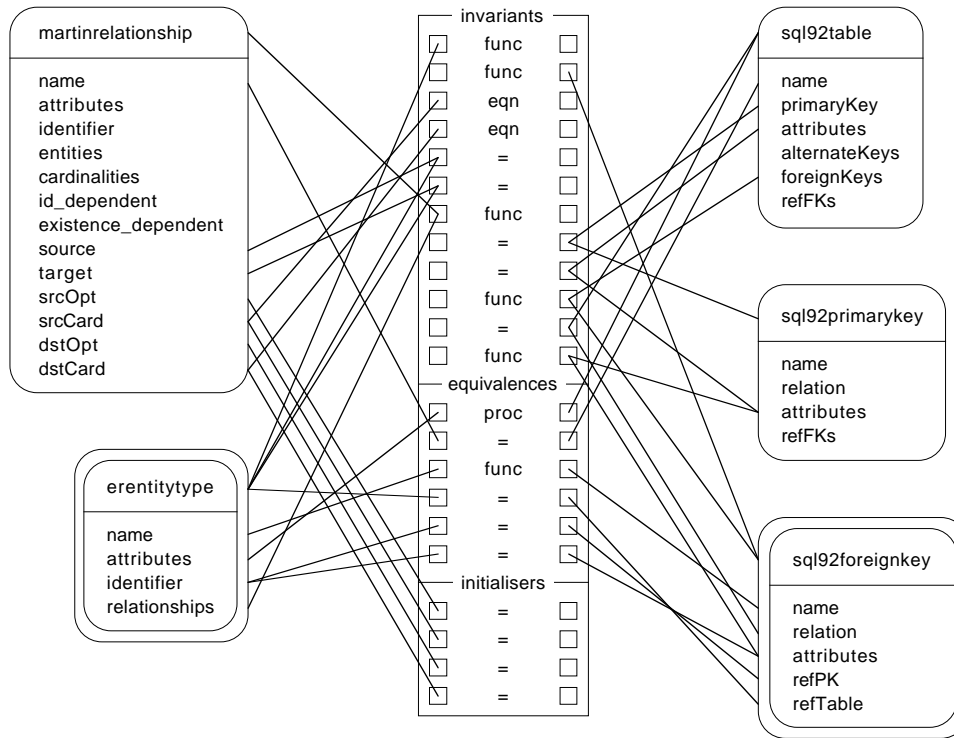 martinrelationship
name
attributes
identifier
entities
cardinalities
id_dependent
existence_dependent
source
target
srcOpt
srcCard
dstOpt
dstCard
erentitytype
name
attributes
identifier
relationships
invariants
func
func
eqn
eqn
=
=
func
=
=
func
=
func
equivalences
proc
=
func
=
=
=
initialisers
=
=
=
=
sql92table
name
primaryKey
attributes
alternateKeys
foreignKeys
refFKs
sql92primarykey
name
relation
attributes
refFKs
sql92foreignkey
name
relation
attributes
refPK
refTable